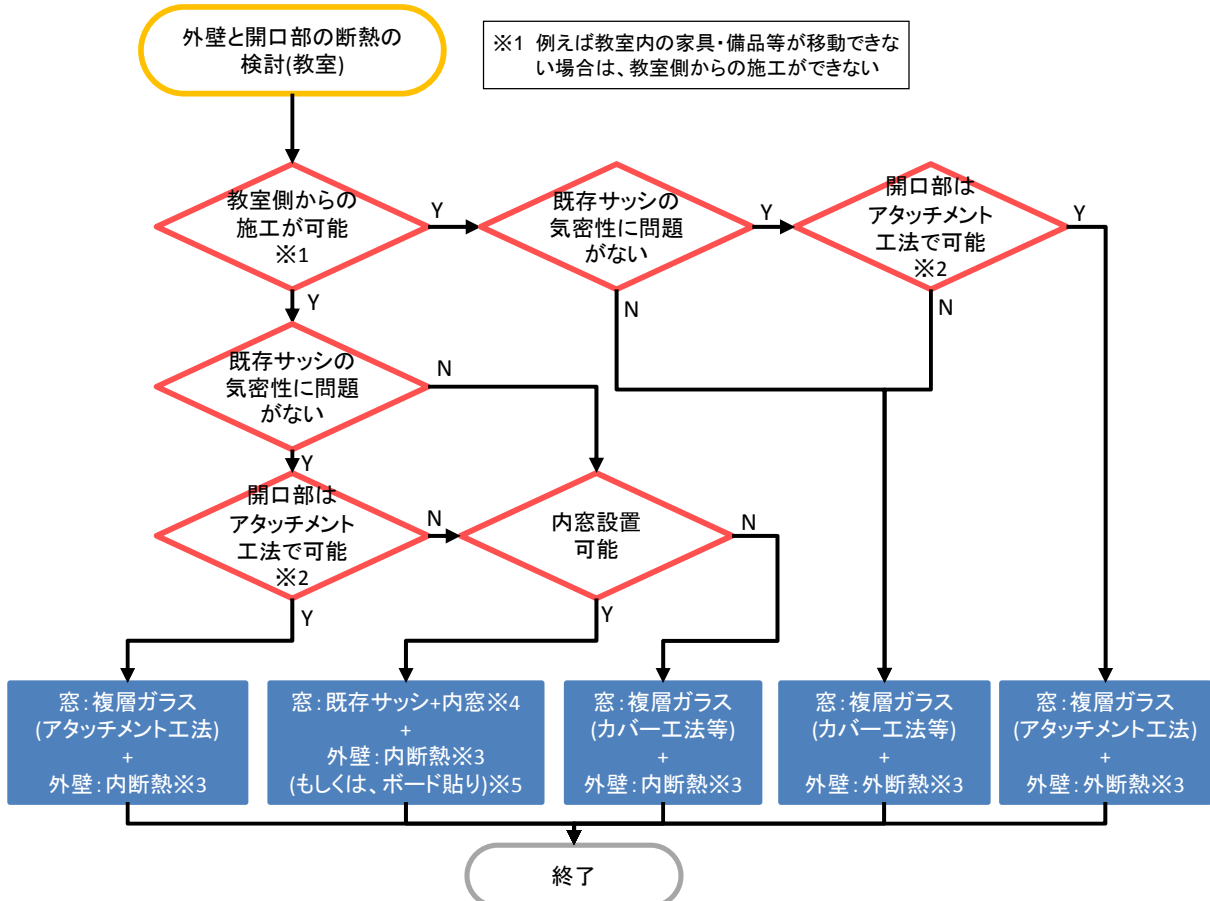 外壁と開口部の断熱の
検討(教室)
※1 例えば教室内の家具・備品等が移動できな
い場合は、教室側からの施工ができない
教室側からの
施工が可能
※1
Y
既存サッシの
気密性に問題
がない
Y
開口部は
アタッチメント
工法で可能
※2
Y
Y
N
N
既存サッシの
気密性に問題
がない
N
Y
開口部は
アタッチメント
工法で可能
※2
N
内窓設置
可能
N
Y
Y
窓:複層ガラス
(アタッチメント工法)
+
外壁:内断熱※3
窓:既存サッシ+内窓※4
+
外壁:内断熱※3
(もしくは、ボード貼り)※5
窓:複層ガラス
(カバー工法等)
+
外壁:内断熱※3
窓:複層ガラス
(カバー工法等)
+
外壁:外断熱※3
窓:複層ガラス
(アタッチメント工法)
+
外壁:外断熱※3
終了